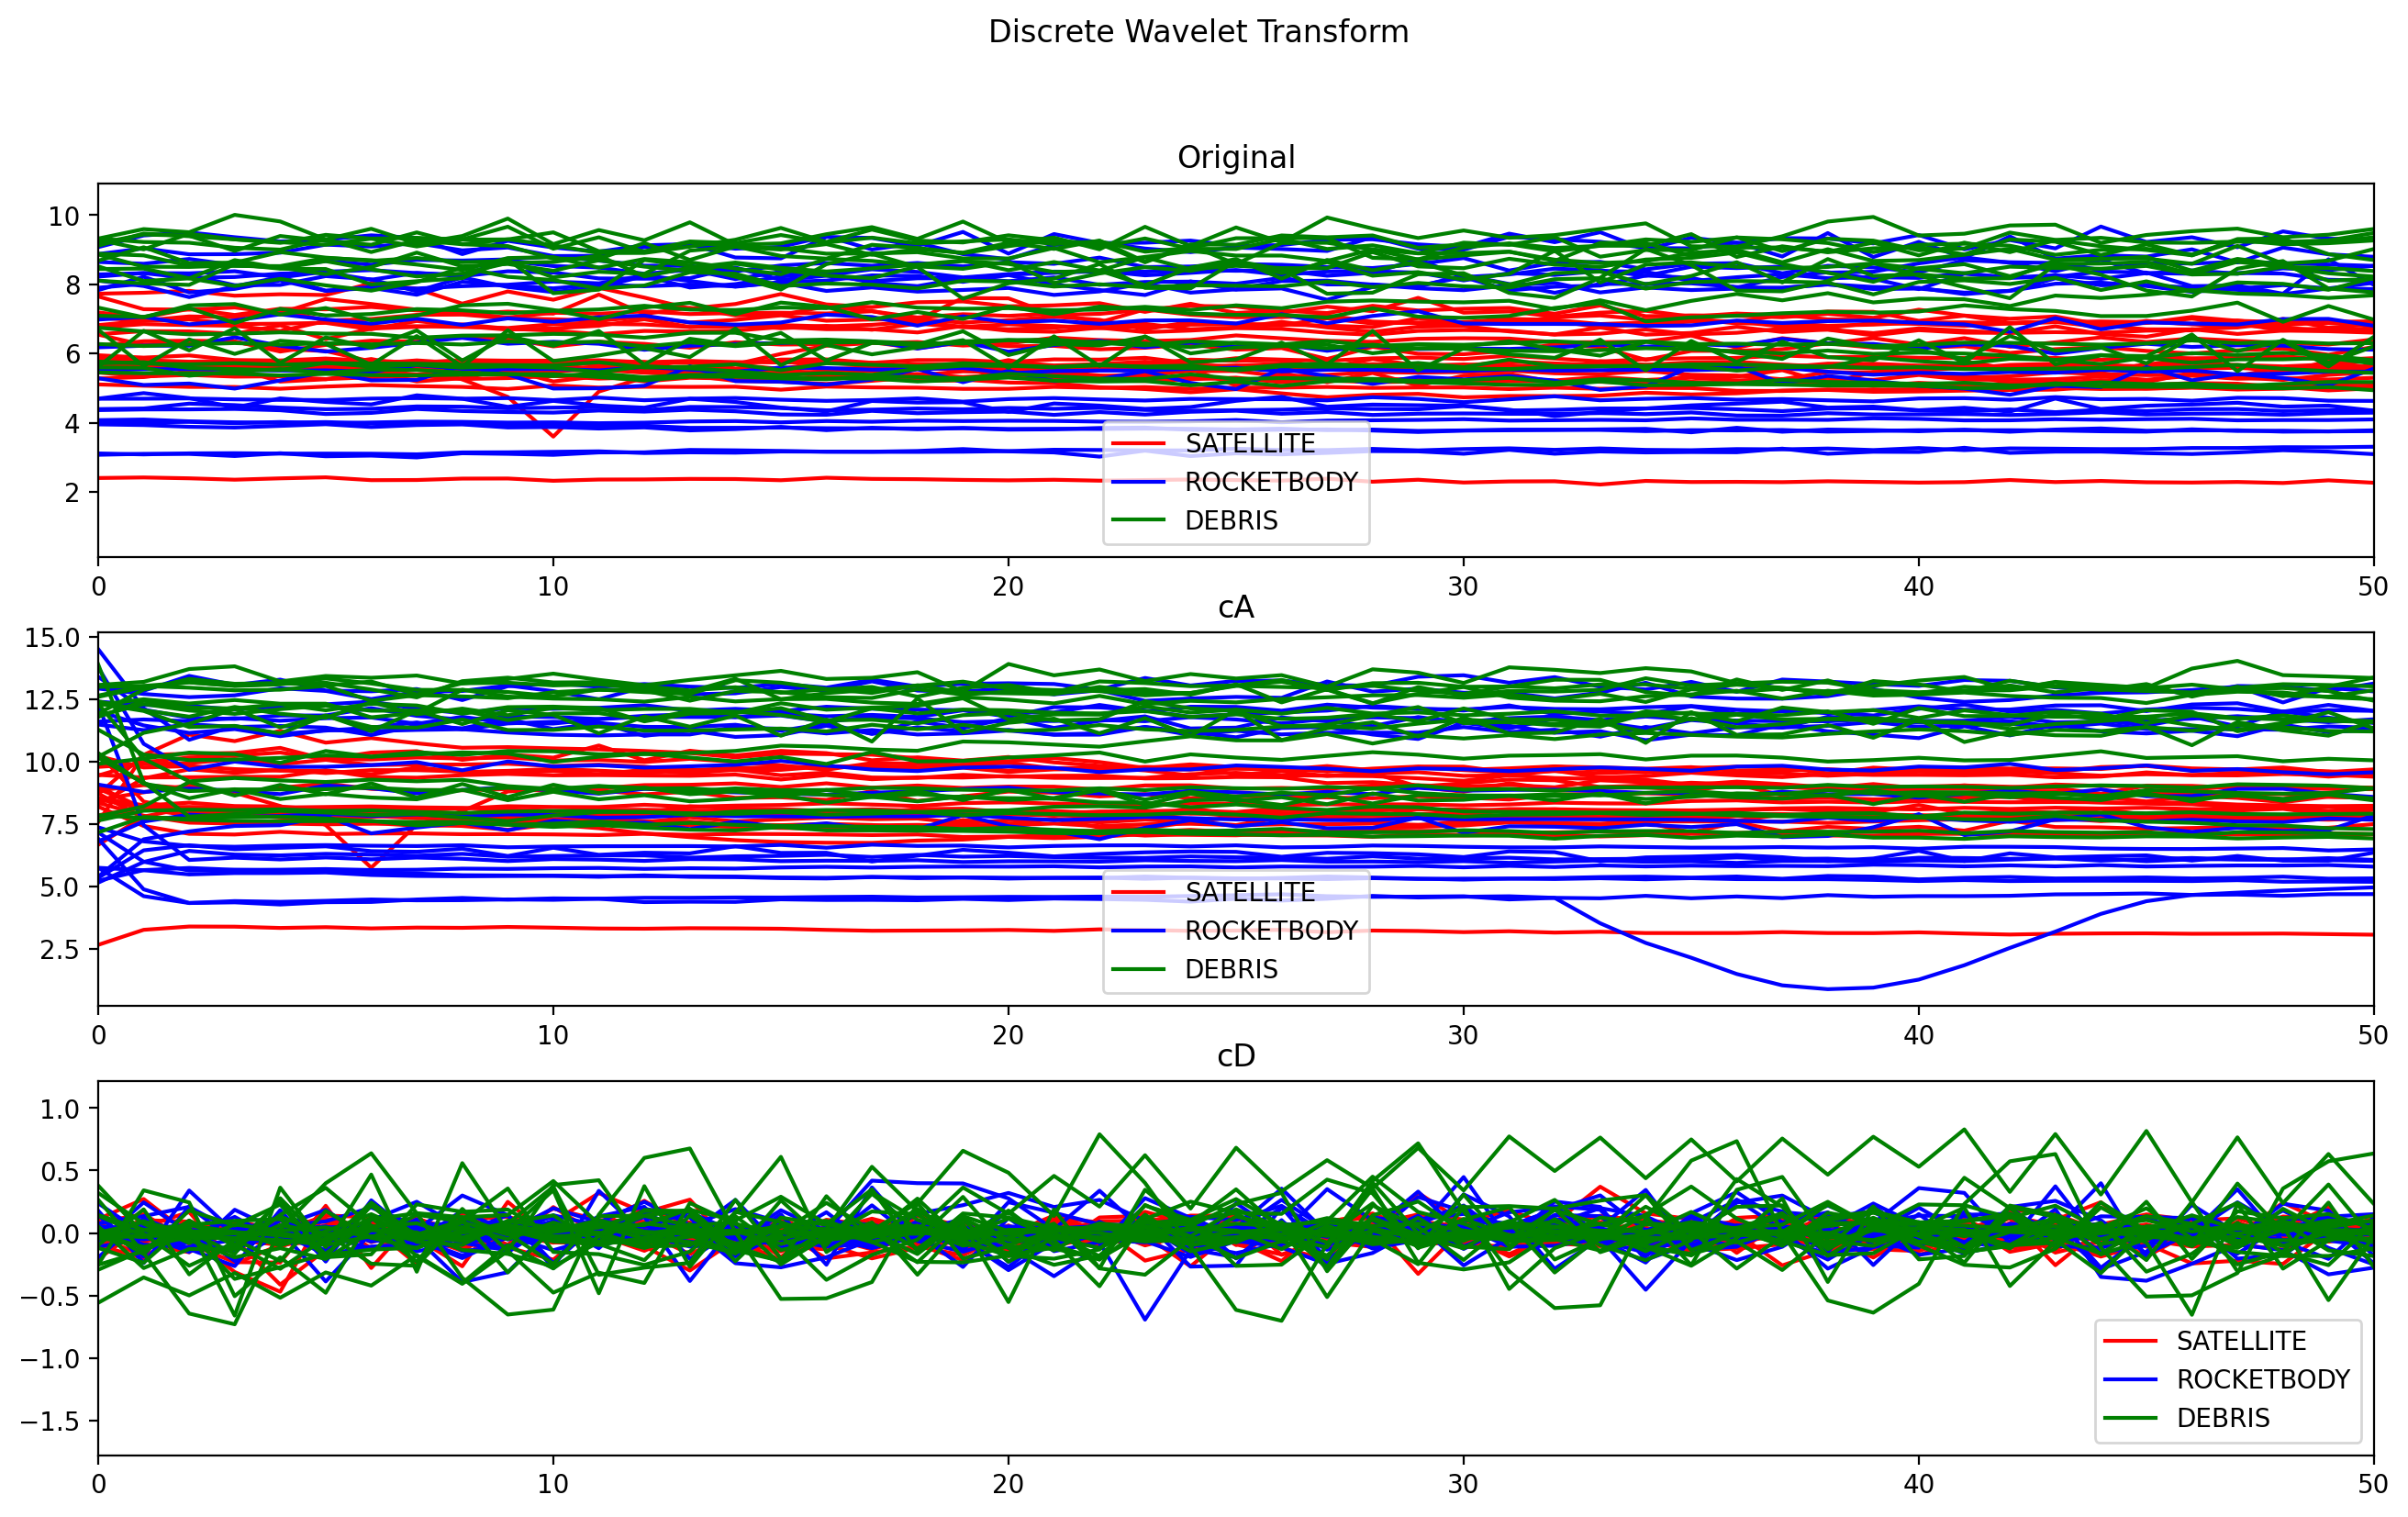 Discrete Wavelet Transform
Original
10
8
6
4
2
SATELLITE
ROCKETBODY
DEBRIS
0 10 20 30 40 50
cA
15.0
12.5
10.0
7.5
5.0
2.5
SATELLITE
ROCKETBODY
DEBRIS
0 10 20 30 40 50
cD
1.0
0.5
0.0
−0.5
−1.0
−1.5
SATELLITE
ROCKETBODY
DEBRIS
0 10 20 30 40 50